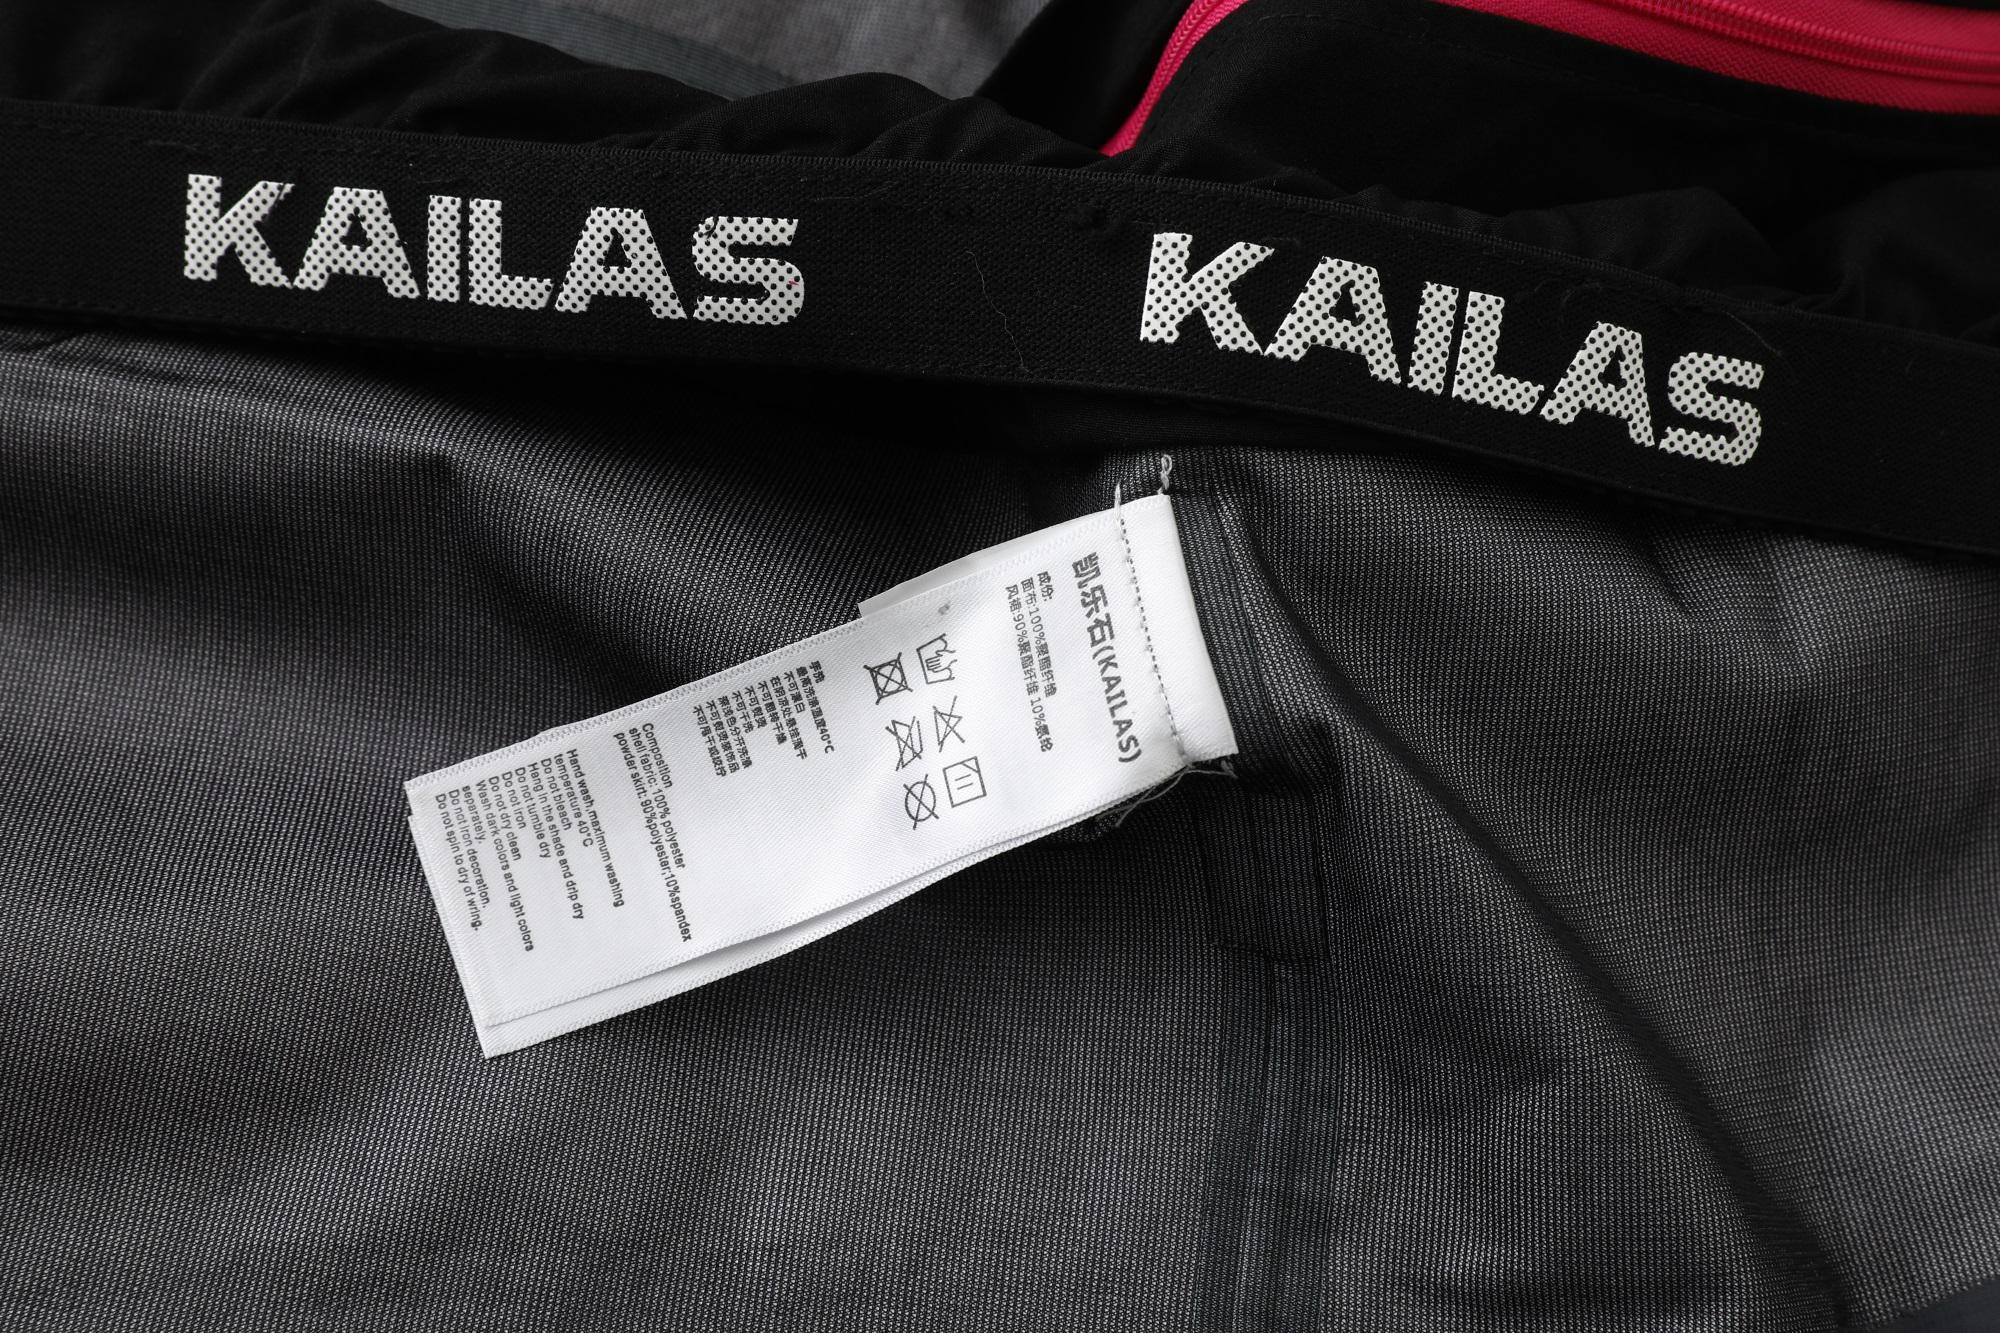 KAILAS
KAILAS
凯乐石(KAILAS)
成份:
面布:100%聚酯纤维
风裙:90%聚酯纤维 10%氨纶
手洗
最高洗涤温度40°C
不可漂白
在阴凉处悬挂滴干
不可翻转干燥
不可熨烫
不可干洗
深浅色分开洗涤
不可熨烫装饰品
不可甩干或绞拧
Composition
shell fabric: 100% polyester
powder skirt: 90%polyester;10%spandex
Hand wash,maximum washing
temperature 40°C
Do not bleach
Hang in the shade and drip dry
Do not tumble dry
Do not iron
Do not dry clean
Wash dark colors and light colors
separately,
Do not iron decoration,
Do not spin to dry of wring.